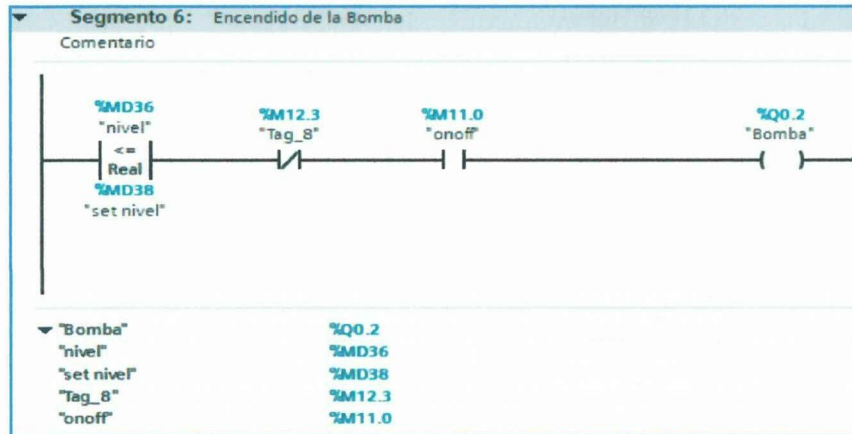 Segmento 6: Encendido de la Bomba
Comentario
%MD36
"nivel"
<=
Real
%MD38
"set nivel"
%M12.3
"Tag_8"
%M11.0
"onoff"
%Q0.2
"Bomba"
"Bomba" %Q0.2
"nivel" %MD36
"set nivel" %MD38
"Tag_8" %M12.3
"onoff" %M11.0